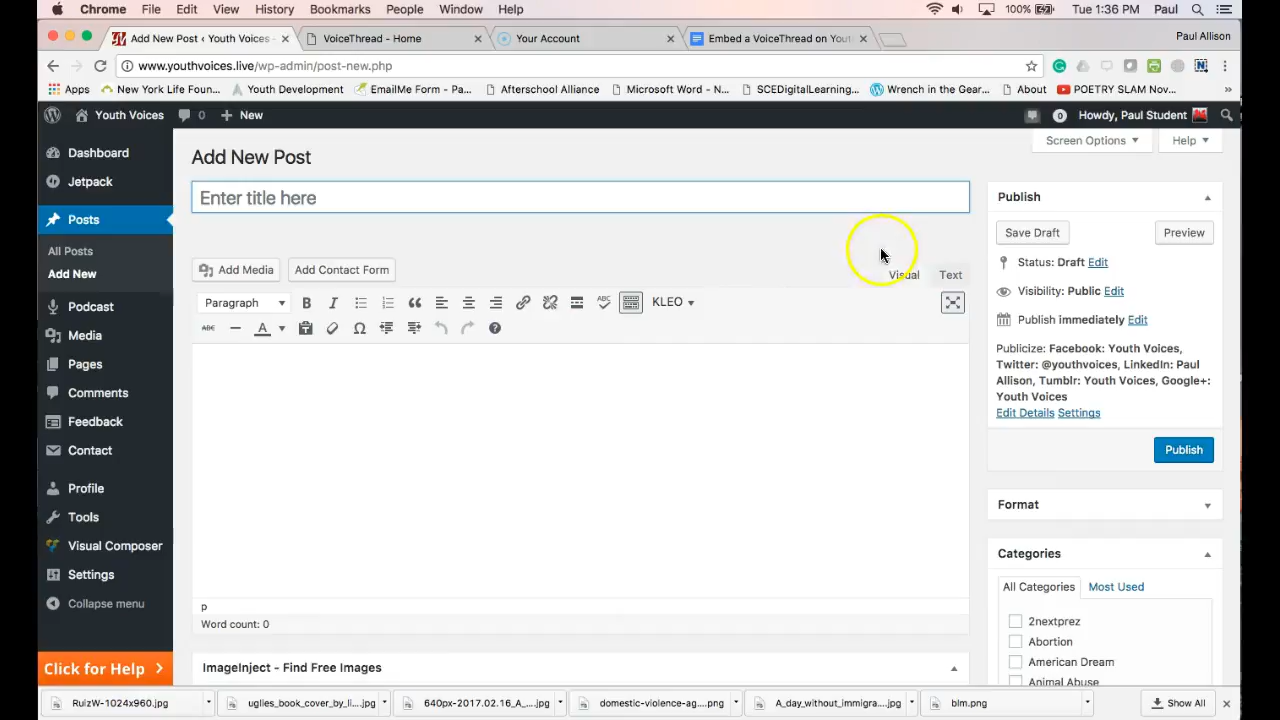 Chrome File Edit View History Bookmarks People Window Help 100% Tue 1:36 PM Paul
Add New Post ‹ Youth Voices - VoiceThread - Home Your Account Embed a VoiceThread on Yout Paul Allison
www.youthvoices.live/wp-admin/post-new.php
Apps New York Life Foun... Youth Development EmailMe Form - Pa... Afterschool Alliance Microsoft Word - N... SCEDigitalLearning... Wrench in the Gear... About POETRY SLAM Nov... »
Youth Voices 0 + New 0 Howdy, Paul Student
Dashboard
Jetpack
Posts
All Posts
Add New
Podcast
Media
Pages
Comments
Feedback
Contact
Profile
Tools
Visual Composer
Settings
Collapse menu
Click for Help
Screen Options Help
Add New Post
Enter title here
Add Media Add Contact Form Visual Text
Paragraph B I KLEO
ABC A
p
Word count: 0
ImageInject - Find Free Images
Publish
Save Draft Preview
Status: Draft Edit
Visibility: Public Edit
Publish immediately Edit
Publicize: Facebook: Youth Voices,
Twitter: @youthvoices, LinkedIn: Paul
Allison, Tumblr: Youth Voices, Google+:
Youth Voices
Edit Details Settings
Publish
Format
Categories
All Categories Most Used
2nextprez
Abortion
American Dream
Animal Abuse
RuizW-1024x960.jpg uglies_book_cover_by_li....jpg 640px-2017.02.16_A_....jpg domestic-violence-ag....png A_day_without_immigra....jpg blm.png Show All